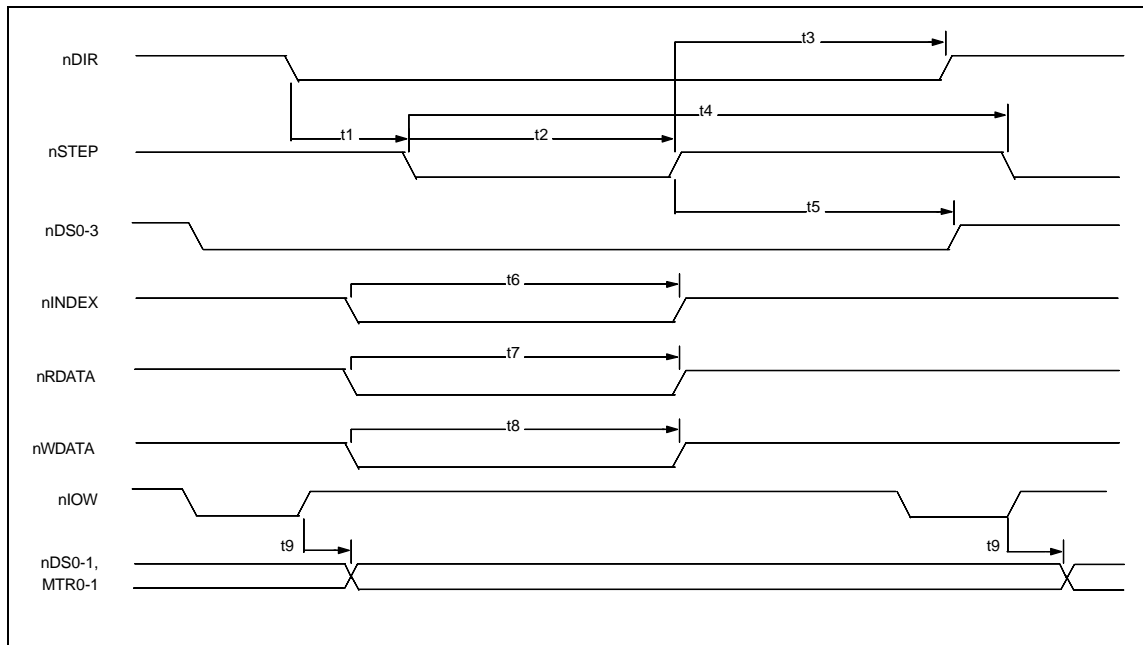 nDIR
t3
t4
t1
t2
nSTEP
t5
nDS0-3
t6
nINDEX
t7
nRDATA
t8
nWDATA
nIOW
t9
t9
nDS0-1,
MTR0-1